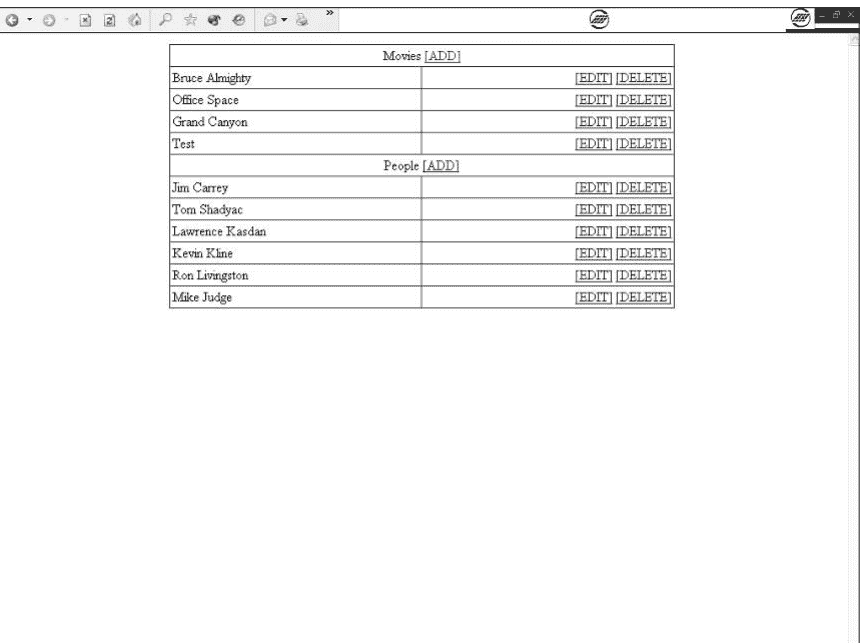 Movies [ADD]
Bruce Almighty [EDIT] [DELETE]
Office Space [EDIT] [DELETE]
Grand Canyon [EDIT] [DELETE]
Test [EDIT] [DELETE]
People [ADD]
Jim Carrey [EDIT] [DELETE]
Tom Shadyac [EDIT] [DELETE]
Lawrence Kasdan [EDIT] [DELETE]
Kevin Kline [EDIT] [DELETE]
Ron Livingston [EDIT] [DELETE]
Mike Judge [EDIT] [DELETE]